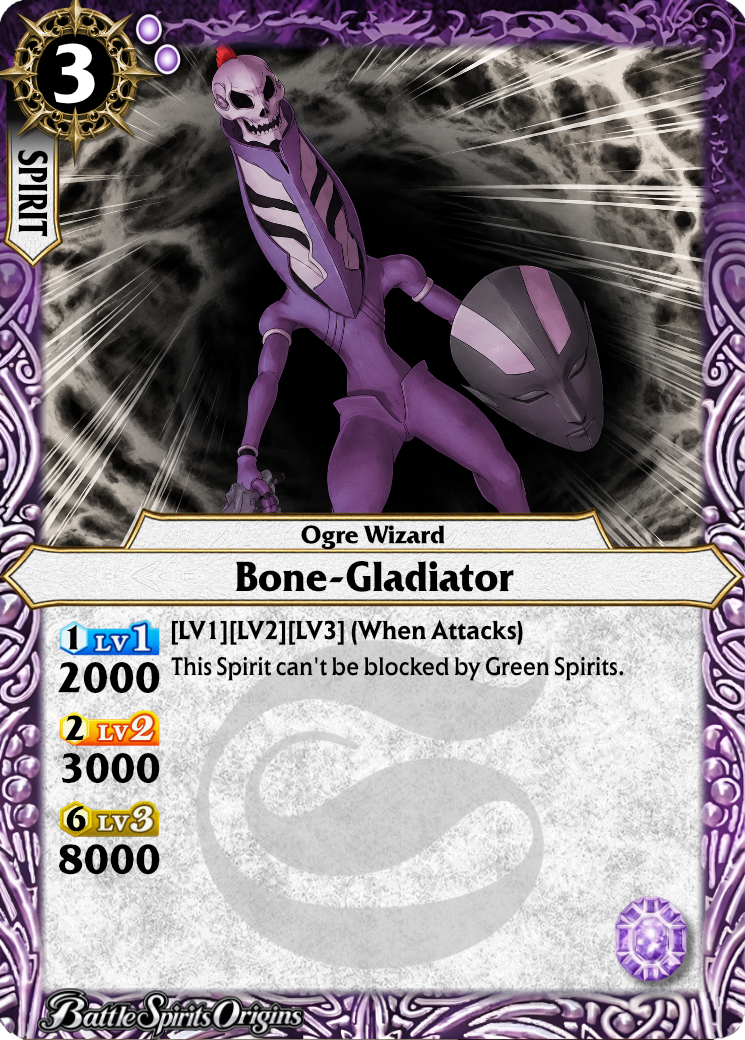 3
SPIRIT
Ogre Wizard
Bone-Gladiator
1 LV1
2000
[LV1][LV2][LV3] (When Attacks)
This Spirit can't be blocked by Green Spirits.
2 LV2
3000
6 LV3
8000
Battle Spirits Origins